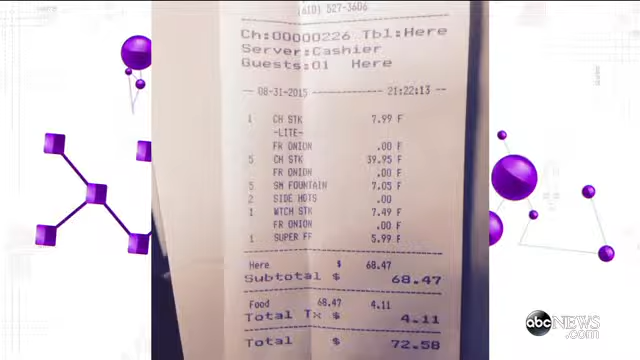 (610) 527-3606
Ch:00000226 Tbl:Here
Server:Cashier
Guests:01 Here
-- 08-31-2015 ---------------- 21:22:13 --
1 CH STK 7.99 F
-LITE-
FR ONION .00 F
5 CH STK 39.95 F
FR ONION .00 F
5 SM FOUNTAIN 7.05 F
2 SIDE HOTS .00
1 WTCH STK 7.49 F
FR ONION .00 F
1 SUPER FF 5.99 F
Here $ 68.47
Subtotal $ 68.47
Food 68.47 4.11
Total Tx $ 4.11
Total $ 72.58
abcNEWS
.com